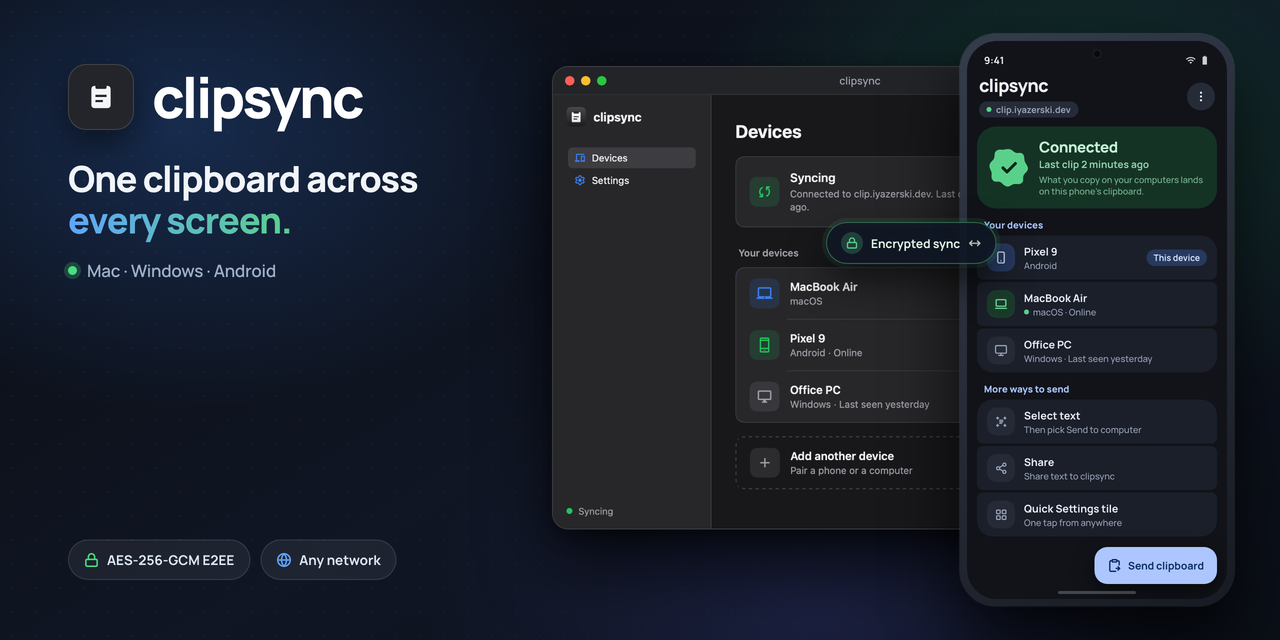 clipsync
One clipboard across
every screen.
Mac · Windows · Android
AES-256-GCM E2EE
Any network
clipsync
clipsync
Devices
Settings
Syncing
Devices
Syncing
Connected to clip.iyazerski.dev. Last
ago.
Your devices
MacBook Air
macOS
Pixel 9
Android · Online
Office PC
Windows · Last seen yesterday
Add another device
Pair a phone or a computer
Encrypted sync
9:41
clipsync
clip.iyazerski.dev
Connected
Last clip 2 minutes ago
What you copy on your computers lands
on this phone's clipboard.
Your devices
Pixel 9
Android
This device
MacBook Air
macOS · Online
Office PC
Windows · Last seen yesterday
More ways to send
Select text
Then pick Send to computer
Share
Share text to clipsync
Quick Settings tile
One tap from anywhere
Send clipboard